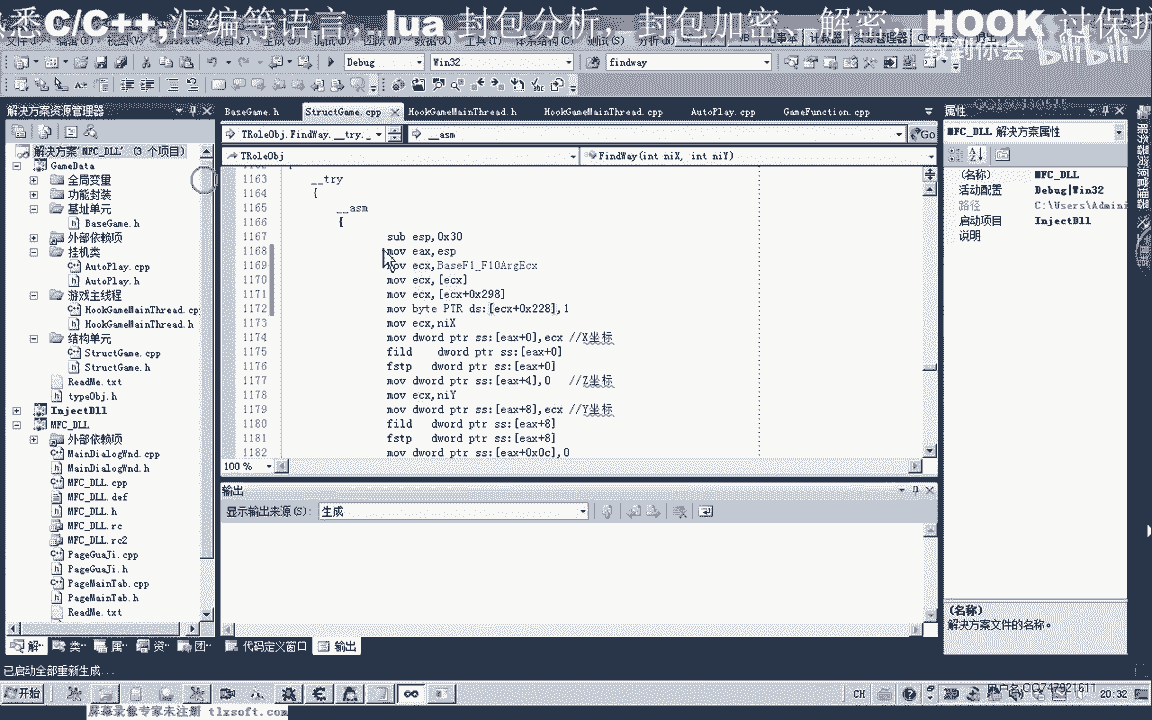 悉C/C++,汇编等语言，lua 封包分析，封包加密 解密，HOOK 过保护
教到你会 bilibili
Debug
Win32
findway
解决方案资源管理器
解决方案'MFC_DLL' (3 个项目)
GameData
全局变量
功能封装
基址单元
BaseGame.h
外部依赖项
挂机类
AutoPlay.cpp
AutoPlay.h
游戏主线程
HookGameMainThread.cp
HookGameMainThread.h
结构单元
StructGame.cpp
StructGame.h
ReadMe.txt
typeObj.h
InjectDll
MFC_DLL
外部依赖项
MainDialogWnd.cpp
MainDialogWnd.h
MFC_DLL.cpp
MFC_DLL.def
MFC_DLL.h
MFC_DLL.rc
MFC_DLL.rc2
PageGuaJi.cpp
PageGuaJi.h
PageMainTab.cpp
PageMainTab.h
ReadMe.txt
BaseGame.h StructGame.cpp HookGameMainThread.h HookGameMainThread.cpp AutoPlay.cpp GameFunction.cpp
TRoleObj.FindWay.__try.__ __asm Go
TRoleObj FindWay(int niX, int niY)
1163 __try
1164 {
1165 __asm
1166 {
1167 sub esp,0x30
1168 mov eax,esp
1169 mov ecx,BaseF1_F10ArgEcx
1170 mov ecx,[ecx]
1171 mov ecx,[ecx+0x298]
1172 mov byte PTR ds:[ecx+0x228],1
1173 mov ecx,niX
1174 mov dword ptr ss:[eax+0],ecx //X坐标
1175 fild dword ptr ss:[eax+0]
1176 fstp dword ptr ss:[eax+0]
1177 mov dword ptr ss:[eax+4],0 //Z坐标
1178 mov ecx,niY
1179 mov dword ptr ss:[eax+8],ecx //Y坐标
1180 fild dword ptr ss:[eax+8]
1181 fstp dword ptr ss:[eax+8]
1182 mov dword ptr ss:[eax+0x0c],0
100 %
输出
显示输出来源(S): 生成
代码定义窗口 输出
属性
MFC_DLL 解决方案属性
(名称) MFC_DLL
活动配置 Debug|Win32
路径 C:\Users\Admini
启动项目 InjectDll
说明
(名称)
解决方案文件的名称。
已启动全部重新生成...
开始
CH
20:32
屏幕录像专家未注册 tlxsoft.com